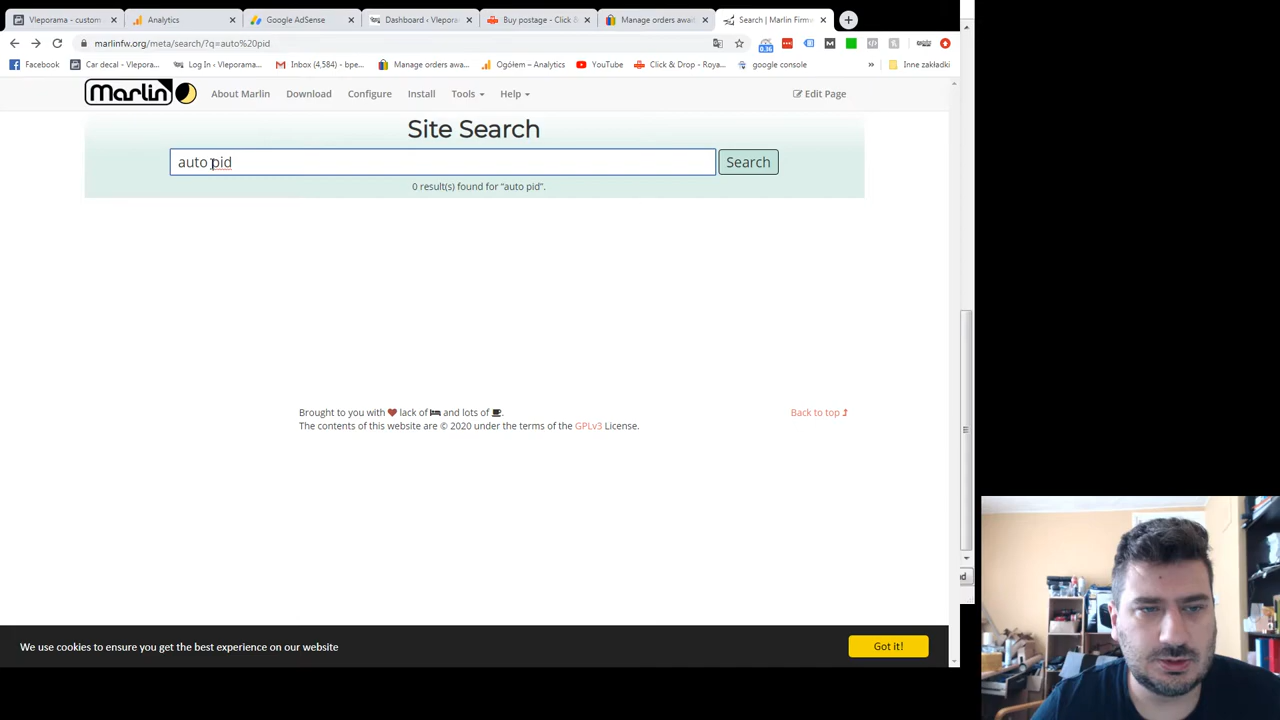 Vleporama - custom
Analytics
Google AdSense
Dashboard ‹ Vlepora
Buy postage - Click &
Manage orders awa
Search | Marlin Firmw
marlinfw.org/meta/search/?q=auto%20pid
0.36
Facebook
Car decal - Vlepora...
Log In ‹ Vleporama...
Inbox (4,584) - bpe...
Manage orders awa...
Ogółem – Analytics
YouTube
Click & Drop - Roya...
google console
»
Inne zakładki
Marlin
About Marlin
Download
Configure
Install
Tools
Help
Edit Page
Site Search
auto pid
Search
0 result(s) found for “auto pid”.
Brought to you with lack of and lots of .
Back to top
The contents of this website are © 2020 under the terms of the GPLv3 License.
We use cookies to ensure you get the best experience on our website
Got it!